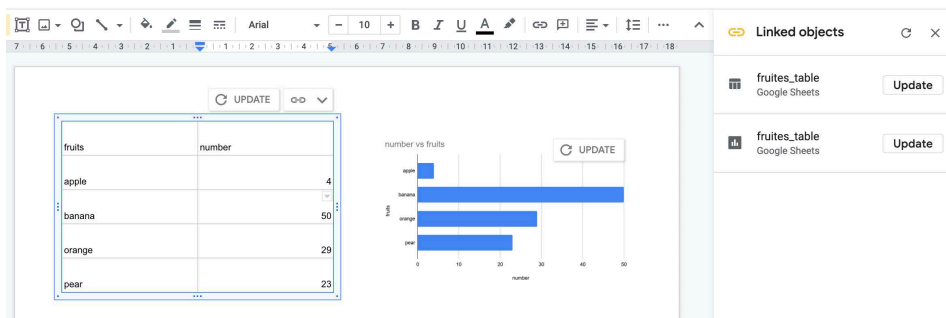 Arial
10
B I U A
Linked objects
7 6 5 4 3 2 1 1 2 3 4 5 6 7 8 9 10 11 12 13 14 15 16 17 18
fruites_table
Google Sheets
Update
fruites_table
Google Sheets
Update
UPDATE
fruits number
apple 4
banana 50
orange 29
pear 23
number vs fruits
UPDATE
fruits
apple
banana
orange
pear
0 10 20 30 40 50
number